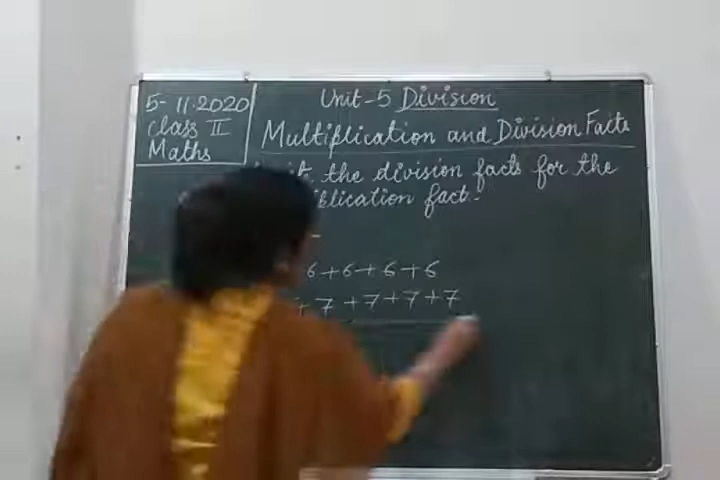 5-11.2020
Class II
Maths
Unit-5 Division
Multiplication and Division Facts
the division facts for the
fact.
6+6+6+6
+7+7+7+7